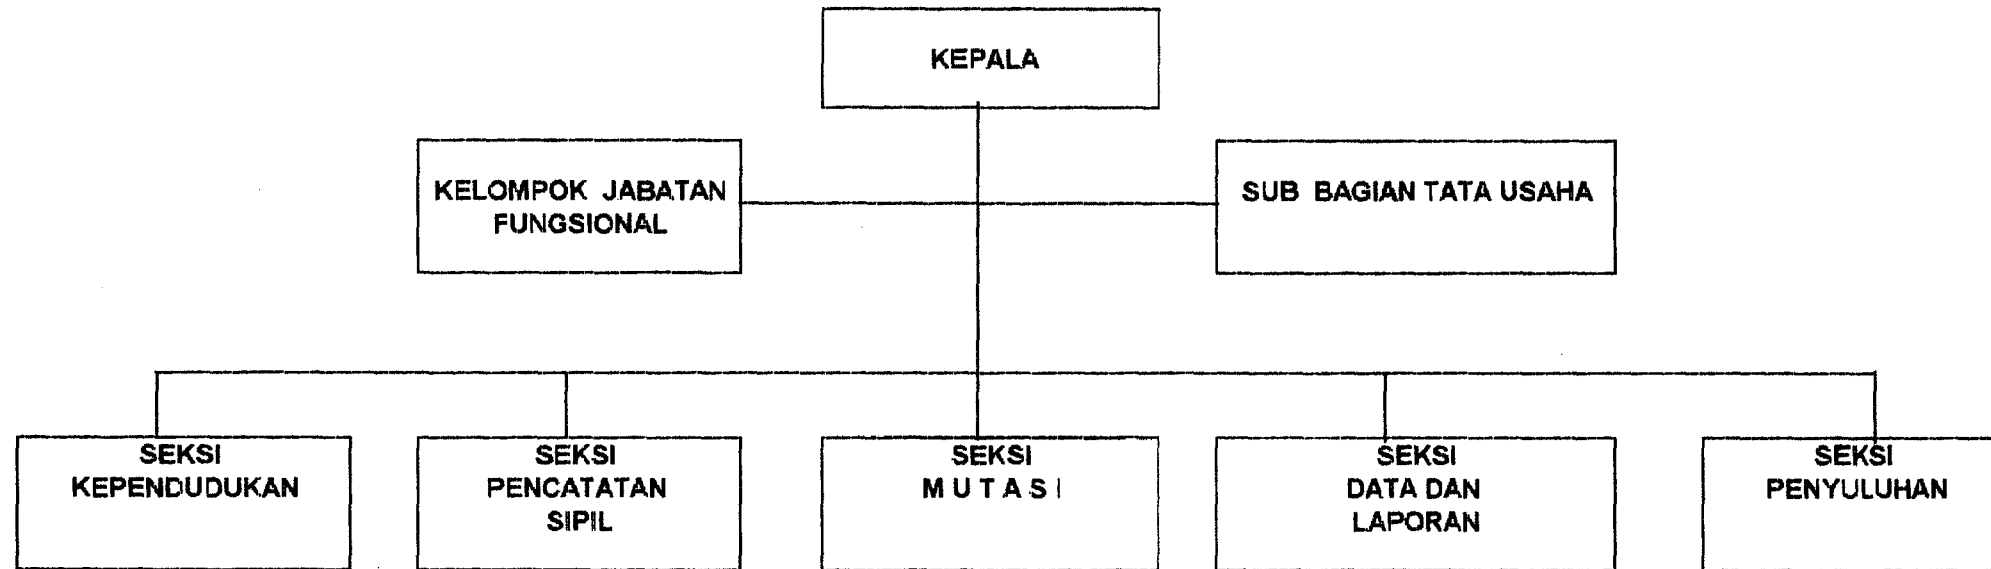 KEPALA
KELOMPOK JABATAN
FUNGSIONAL
SUB BAGIAN TATA USAHA
SEKSI
KEPENDUDUKAN
SEKSI
PENCATATAN
SIPIL
SEKSI
M U T A S I
SEKSI
DATA DAN
LAPORAN
SEKSI
PENYULUHAN